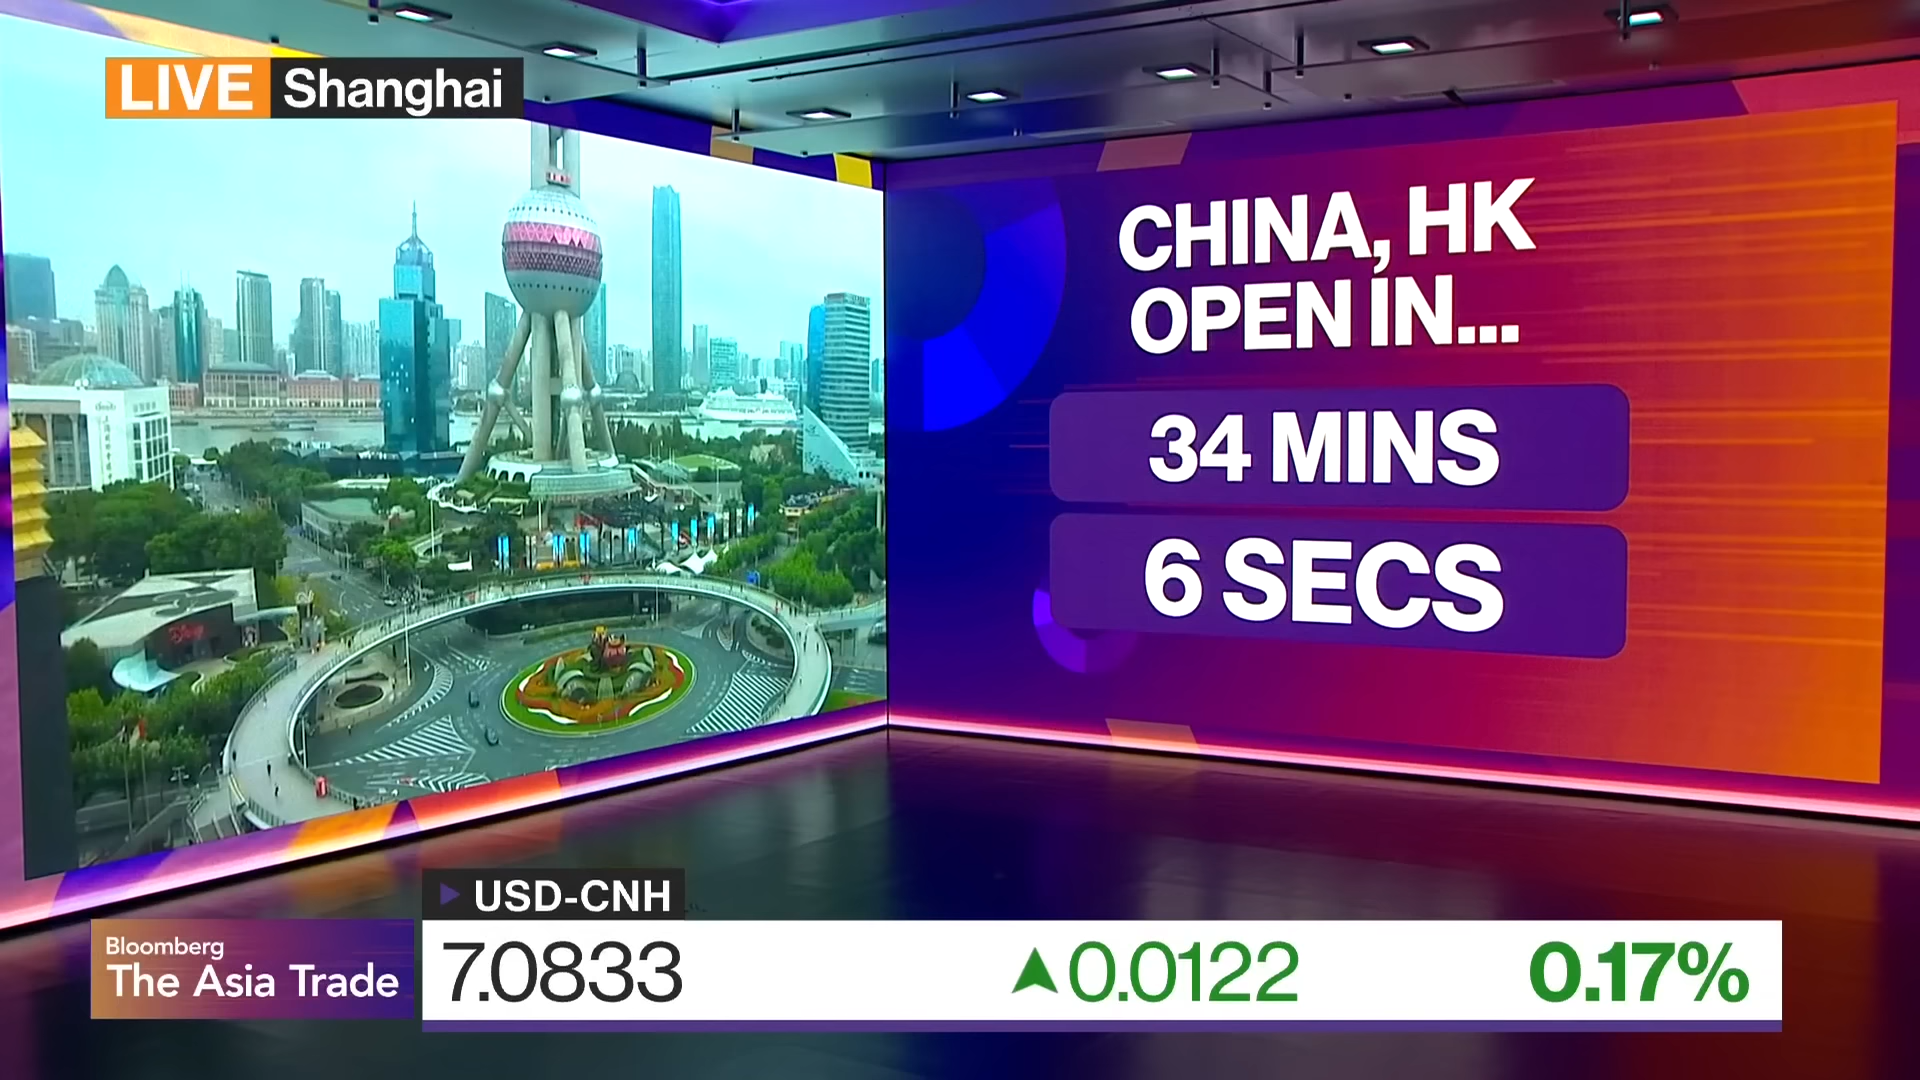 LIVE Shanghai
CHINA, HK
OPEN IN...
34 MINS
6 SECS
USD-CNH
Bloomberg
The Asia Trade
7.0833 ▲0.0122 0.17%